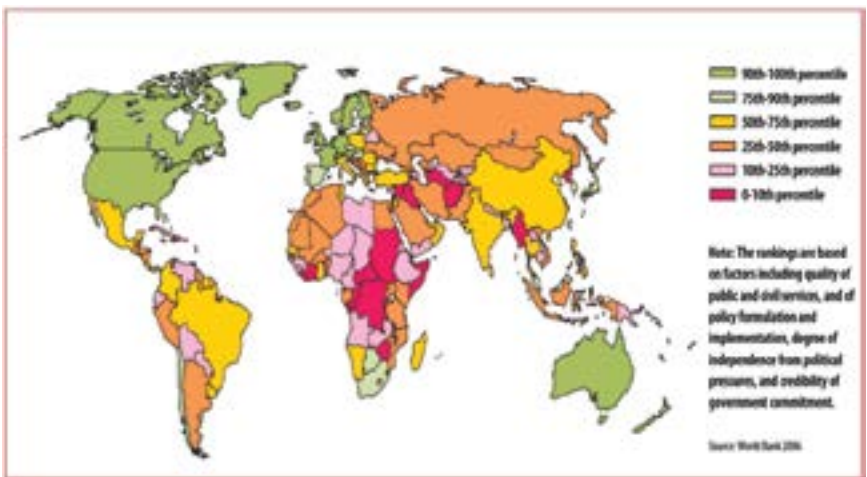 90th-100th percentile
75th-90th percentile
50th-75th percentile
25th-50th percentile
10th-25th percentile
0-10th percentile
Note: The rankings are based
on factors including quality of
public and civil services, and of
policy formulation and
implementation, degree of
independence from political
pressures, and credibility of
government commitment.
Source: World Bank 2006